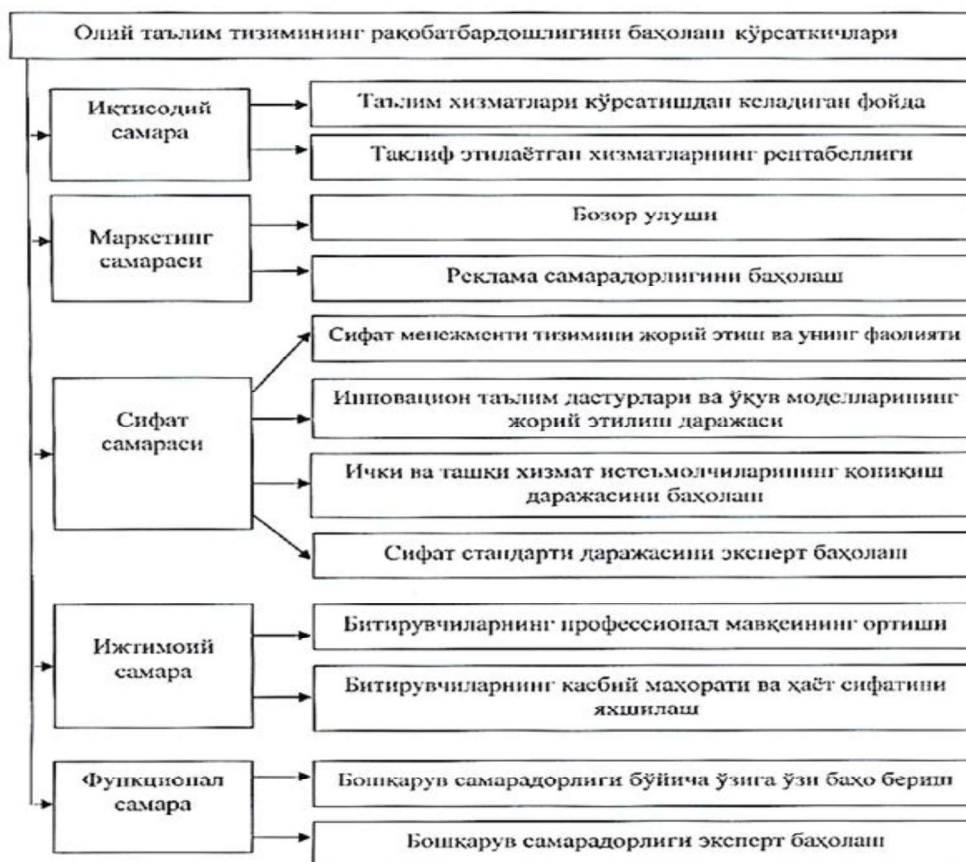 Олий таълим тизимининг рақобатбардошлигини баҳолаш кўрсаткичлари
Иқтисодий
самара
Таълим хизматлари кўрсатишдан келадиган фойда
Таклиф этилаётган хизматларнинг рентабеллиги
Маркетинг
самараси
Бозор улуши
Реклама самарадорлигини баҳолаш
Сифат
самараси
Сифат менежменти тизимини жорий этиш ва унинг фаолияти
Инновацион таълим дастурлари ва ўқув моделларининг
жорий этилиш даражаси
Ички ва ташқи хизмат истеъмолчиларининг қониқиш
даражасини баҳолаш
Сифат стандарти даражасини эксперт баҳолаш
Ижтимоий
самара
Битирувчиларнинг профессионал мавқеининг ортиши
Битирувчиларнинг касбий маҳорати ва ҳаёт сифатини
яхшилаш
Функционал
самара
Бошқарув самарадорлиги бўйича ўзига ўзи баҳо бериш
Бошқарув самарадорлиги эксперт баҳолаш